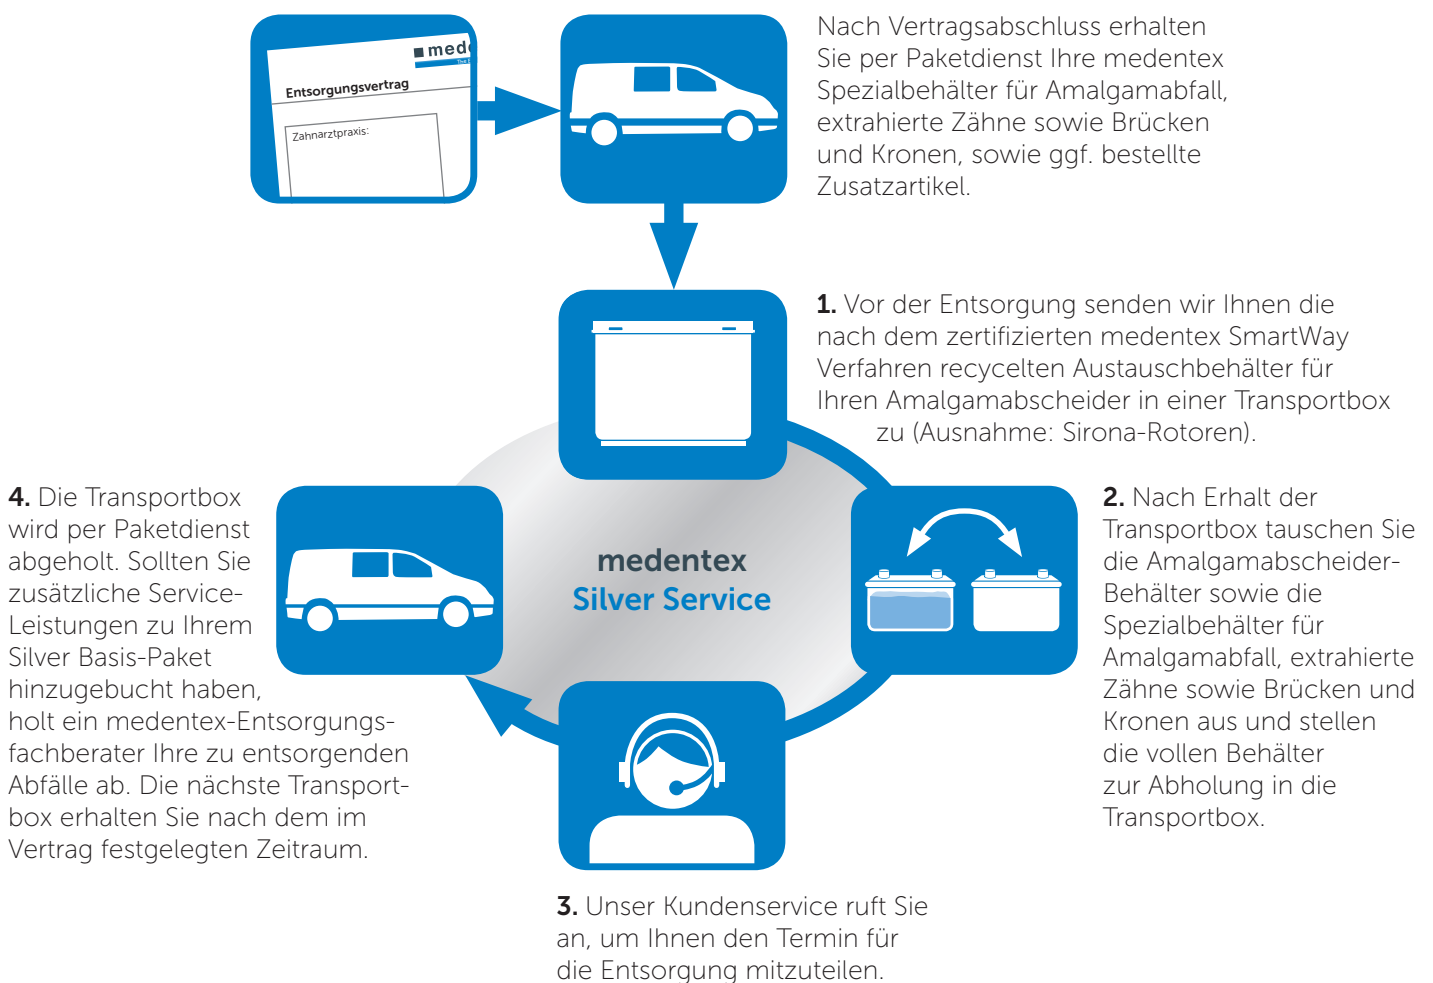 med
Entsorgungsvertrag
Zahnarztpraxis:
Nach Vertragsabschluss erhalten
Sie per Paketdienst Ihre medentex
Spezialbehälter für Amalgamabfall,
extrahierte Zähne sowie Brücken
und Kronen, sowie ggf. bestellte
Zusatzartikel.
1. Vor der Entsorgung senden wir Ihnen die
nach dem zertifizierten medentex SmartWay
Verfahren recycelten Austauschbehälter für
Ihren Amalgamabscheider in einer Transportbox
zu (Ausnahme: Sirona-Rotoren).
medentex
Silver Service
2. Nach Erhalt der
Transportbox tauschen Sie
die Amalgamabscheider-
Behälter sowie die
Spezialbehälter für
Amalgamabfall, extrahierte
Zähne sowie Brücken und
Kronen aus und stellen
die vollen Behälter
zur Abholung in die
Transportbox.
3. Unser Kundenservice ruft Sie
an, um Ihnen den Termin für
die Entsorgung mitzuteilen.
4. Die Transportbox
wird per Paketdienst
abgeholt. Sollten Sie
zusätzliche Service-
Leistungen zu Ihrem
Silver Basis-Paket
hinzugebucht haben,
holt ein medentex-Entsorgungs-
fachberater Ihre zu entsorgenden
Abfälle ab. Die nächste Transport-
box erhalten Sie nach dem im
Vertrag festgelegten Zeitraum.